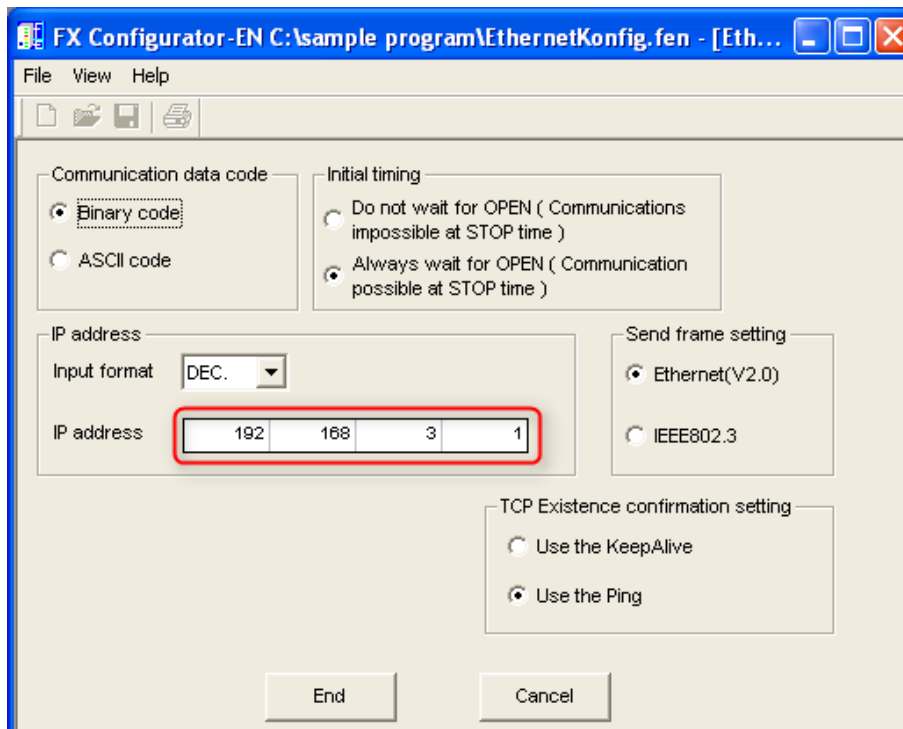 FX Configurator-EN C:\sample program\EthernetKonfig.fen - [Eth...
File View Help
Communication data code
Binary code
ASCII code
Initial timing
Do not wait for OPEN ( Communications
impossible at STOP time )
Always wait for OPEN ( Communication
possible at STOP time )
IP address
Input format DEC.
IP address 192 168 3 1
Send frame setting
Ethernet(V2.0)
IEEE802.3
TCP Existence confirmation setting
Use the KeepAlive
Use the Ping
End Cancel